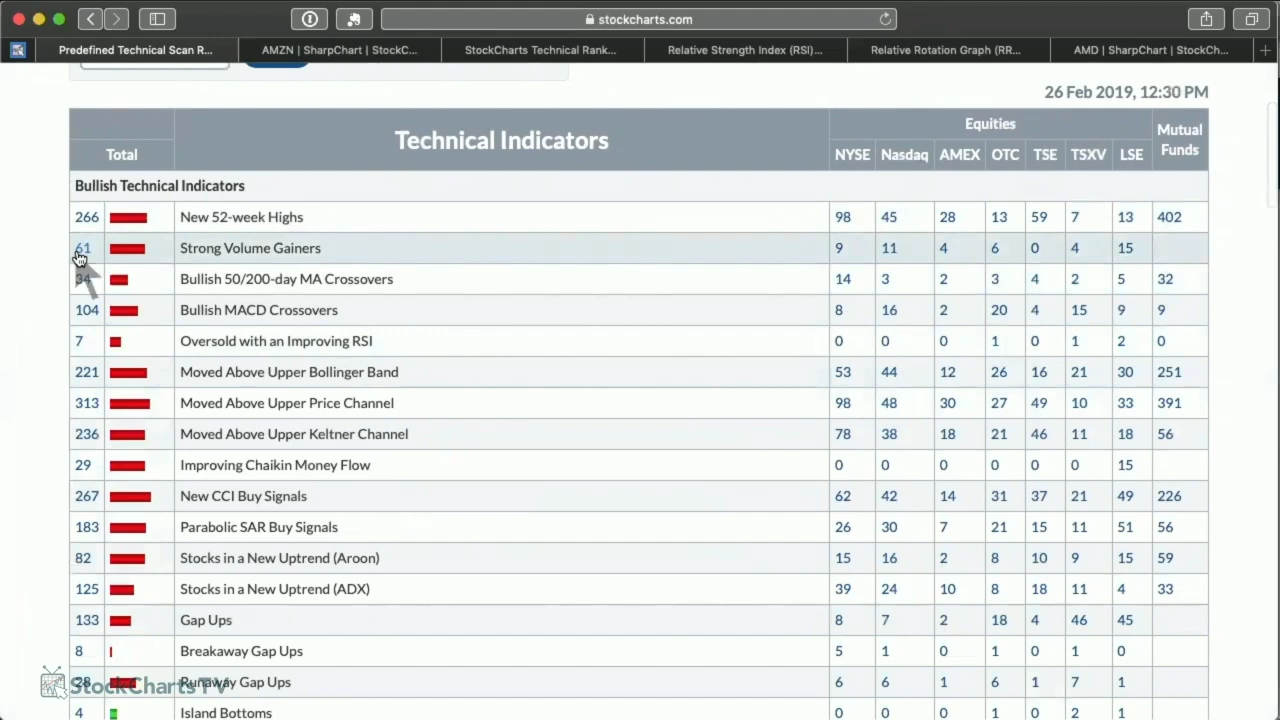 stockcharts.com
Predefined Technical Scan R... AMZN | SharpChart | StockC... StockCharts Technical Rank... Relative Strength Index (RSI)... Relative Rotation Graph (RR... AMD | SharpChart | StockCh...
26 Feb 2019, 12:30 PM
Total Technical Indicators Equities Mutual Funds
NYSE Nasdaq AMEX OTC TSE TSXV LSE
Bullish Technical Indicators
266 New 52-week Highs 98 45 28 13 59 7 13 402
61 Strong Volume Gainers 9 11 4 6 0 4 15
34 Bullish 50/200-day MA Crossovers 14 3 2 3 4 2 5 32
104 Bullish MACD Crossovers 8 16 2 20 4 15 9 9
7 Oversold with an Improving RSI 0 0 0 1 0 1 2 0
221 Moved Above Upper Bollinger Band 53 44 12 26 16 21 30 251
313 Moved Above Upper Price Channel 98 48 30 27 49 10 33 391
236 Moved Above Upper Keltner Channel 78 38 18 21 46 11 18 56
29 Improving Chaikin Money Flow 0 0 0 0 0 0 15
267 New CCI Buy Signals 62 42 14 31 37 21 49 226
183 Parabolic SAR Buy Signals 26 30 7 21 15 11 51 56
82 Stocks in a New Uptrend (Aroon) 15 16 2 8 10 9 15 59
125 Stocks in a New Uptrend (ADX) 39 24 10 8 18 11 4 33
133 Gap Ups 8 7 2 18 4 46 45
8 Breakaway Gap Ups 5 1 0 1 0 1 0
28 Runaway Gap Ups 6 6 1 6 1 7 1
StockCharts TV
4 Island Bottoms 0 0 0 1 0 2 1